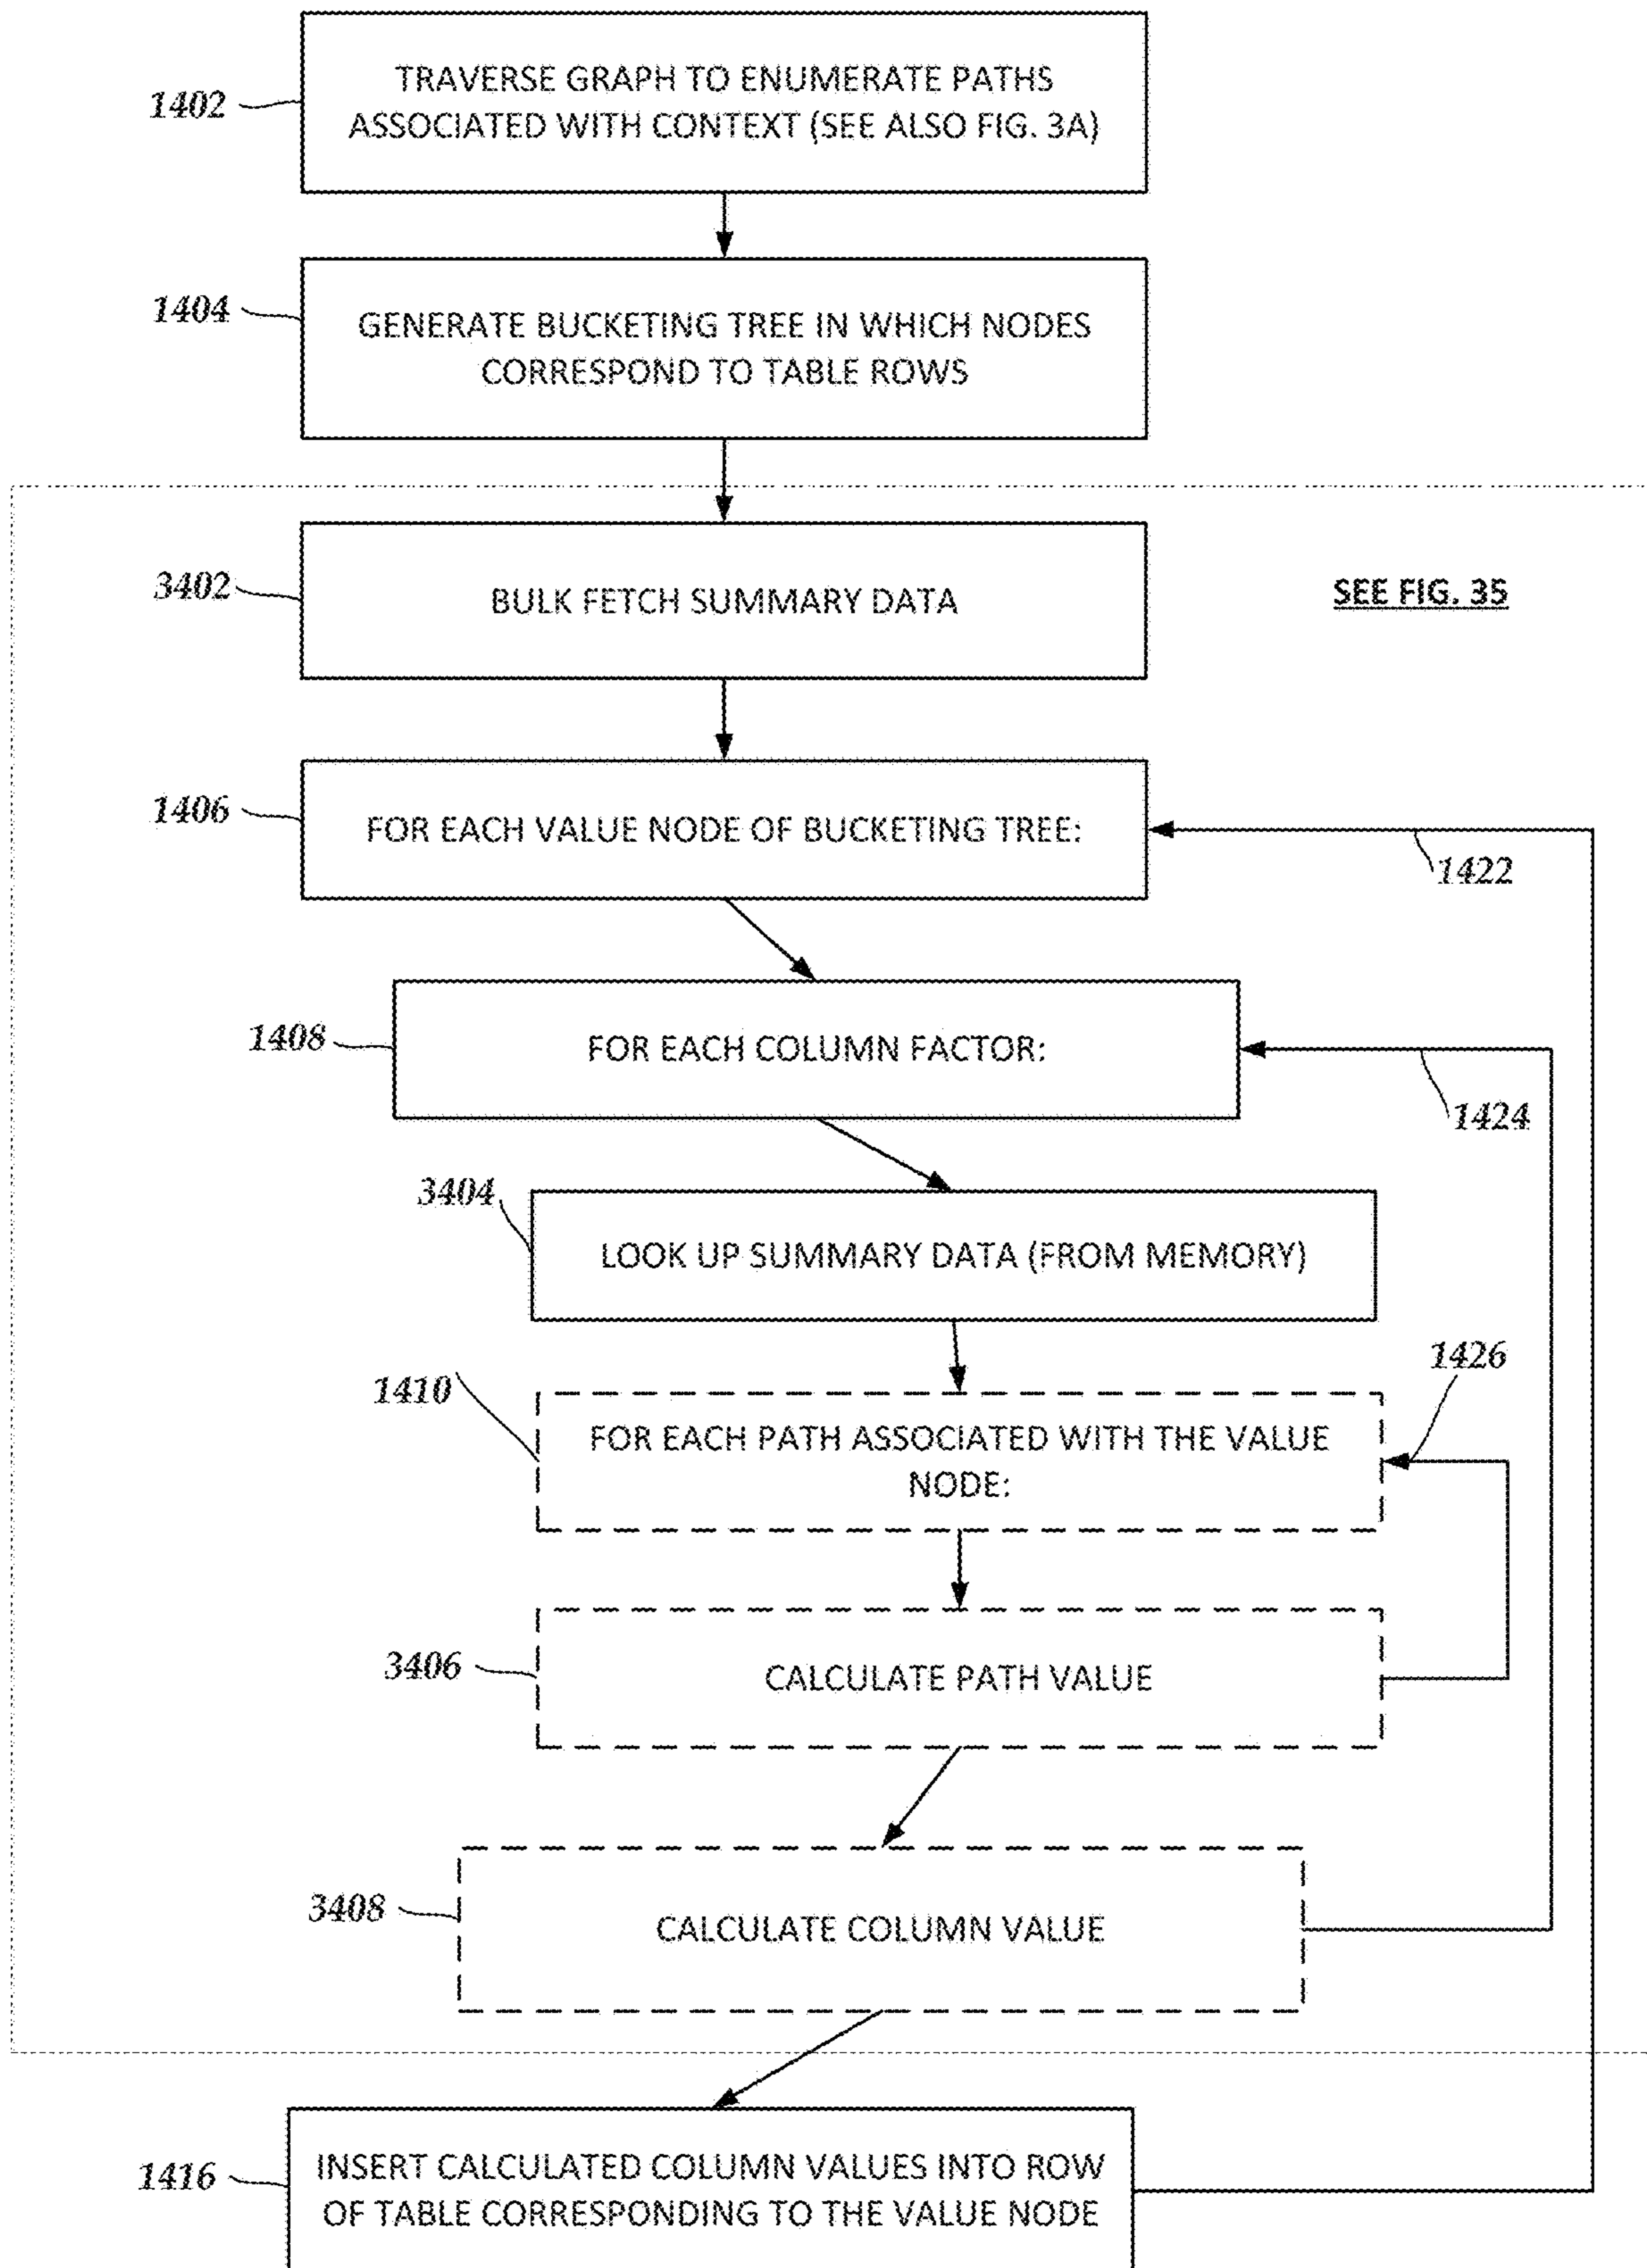 1402
TRAVERSE GRAPH TO ENUMERATE PATHS
ASSOCIATED WITH CONTEXT (SEE ALSO FIG. 3A)
1404
GENERATE BUCKETING TREE IN WHICH NODES
CORRESPOND TO TABLE ROWS
3402
BULK FETCH SUMMARY DATA
SEE FIG. 35
1406
FOR EACH VALUE NODE OF BUCKETING TREE:
1422
1408
FOR EACH COLUMN FACTOR:
1424
3404
LOOK UP SUMMARY DATA (FROM MEMORY)
1426
1410
FOR EACH PATH ASSOCIATED WITH THE VALUE
NODE:
3406
CALCULATE PATH VALUE
3408
CALCULATE COLUMN VALUE
1416
INSERT CALCULATED COLUMN VALUES INTO ROW
OF TABLE CORRESPONDING TO THE VALUE NODE